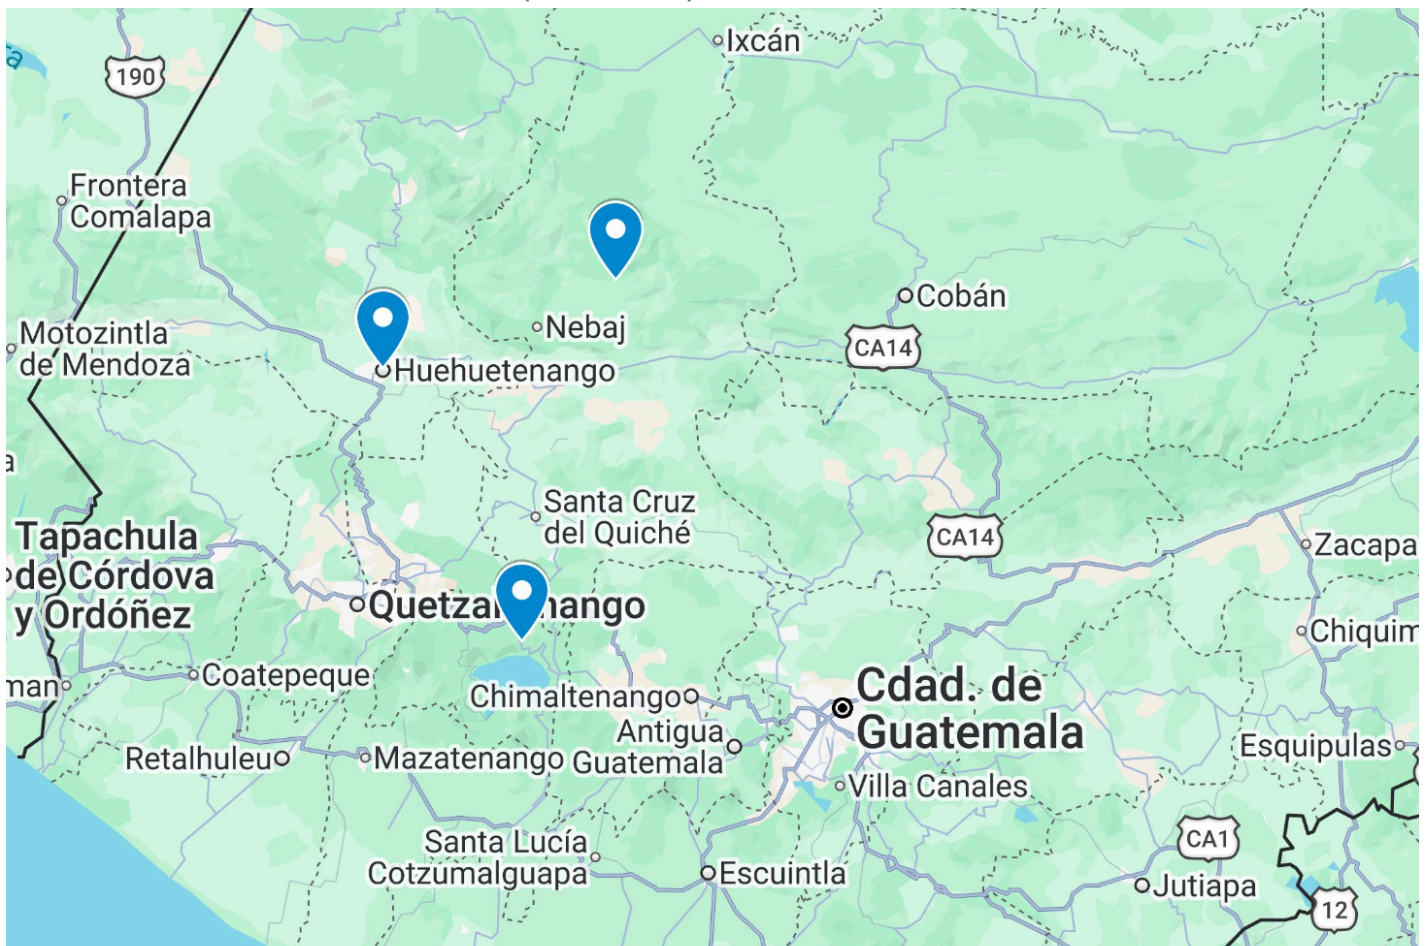 Ixcán
190
Frontera
Comalapa
Cobán
Motozintla
de Mendoza
Nebaj
CA14
Huehuetenango
a
Santa Cruz
del Quiché
CA14
Tapachula
de Córdova
y Ordóñez
Zacapa
Chiquim
man
Coatepeque
Chimaltenango
Cdad. de
Guatemala
Antigua
Guatemala
Retalhuleu
Mazatenango
Esquipulas
Villa Canales
Santa Lucía
Cotzumalguapa
Escuintla
CA1
Jutiapa
12